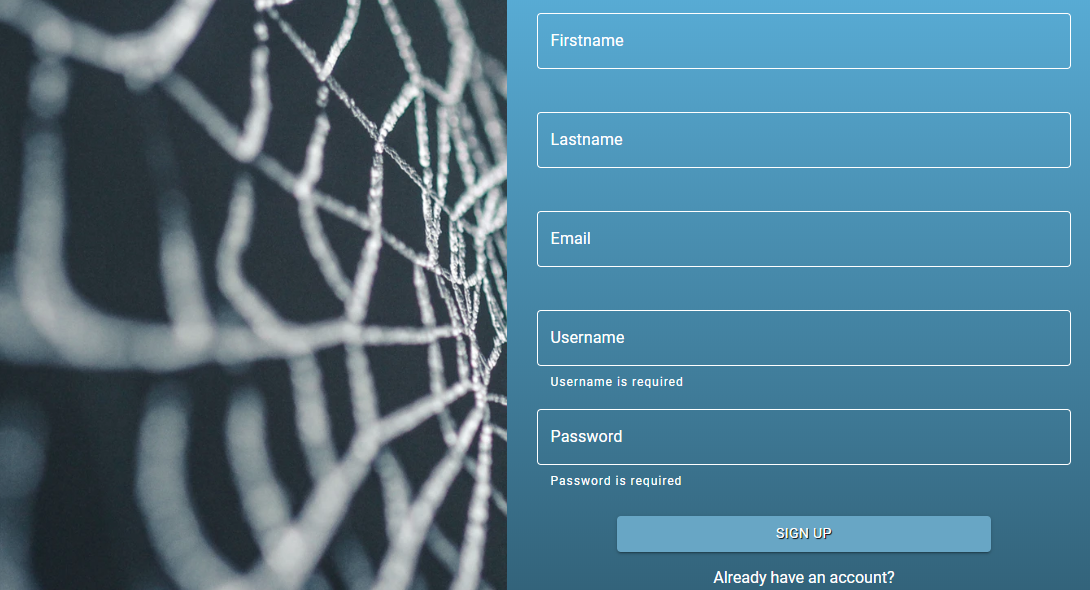 Firstname
Lastname
Email
Username
Username is required
Password
Password is required
SIGN UP
Already have an account?